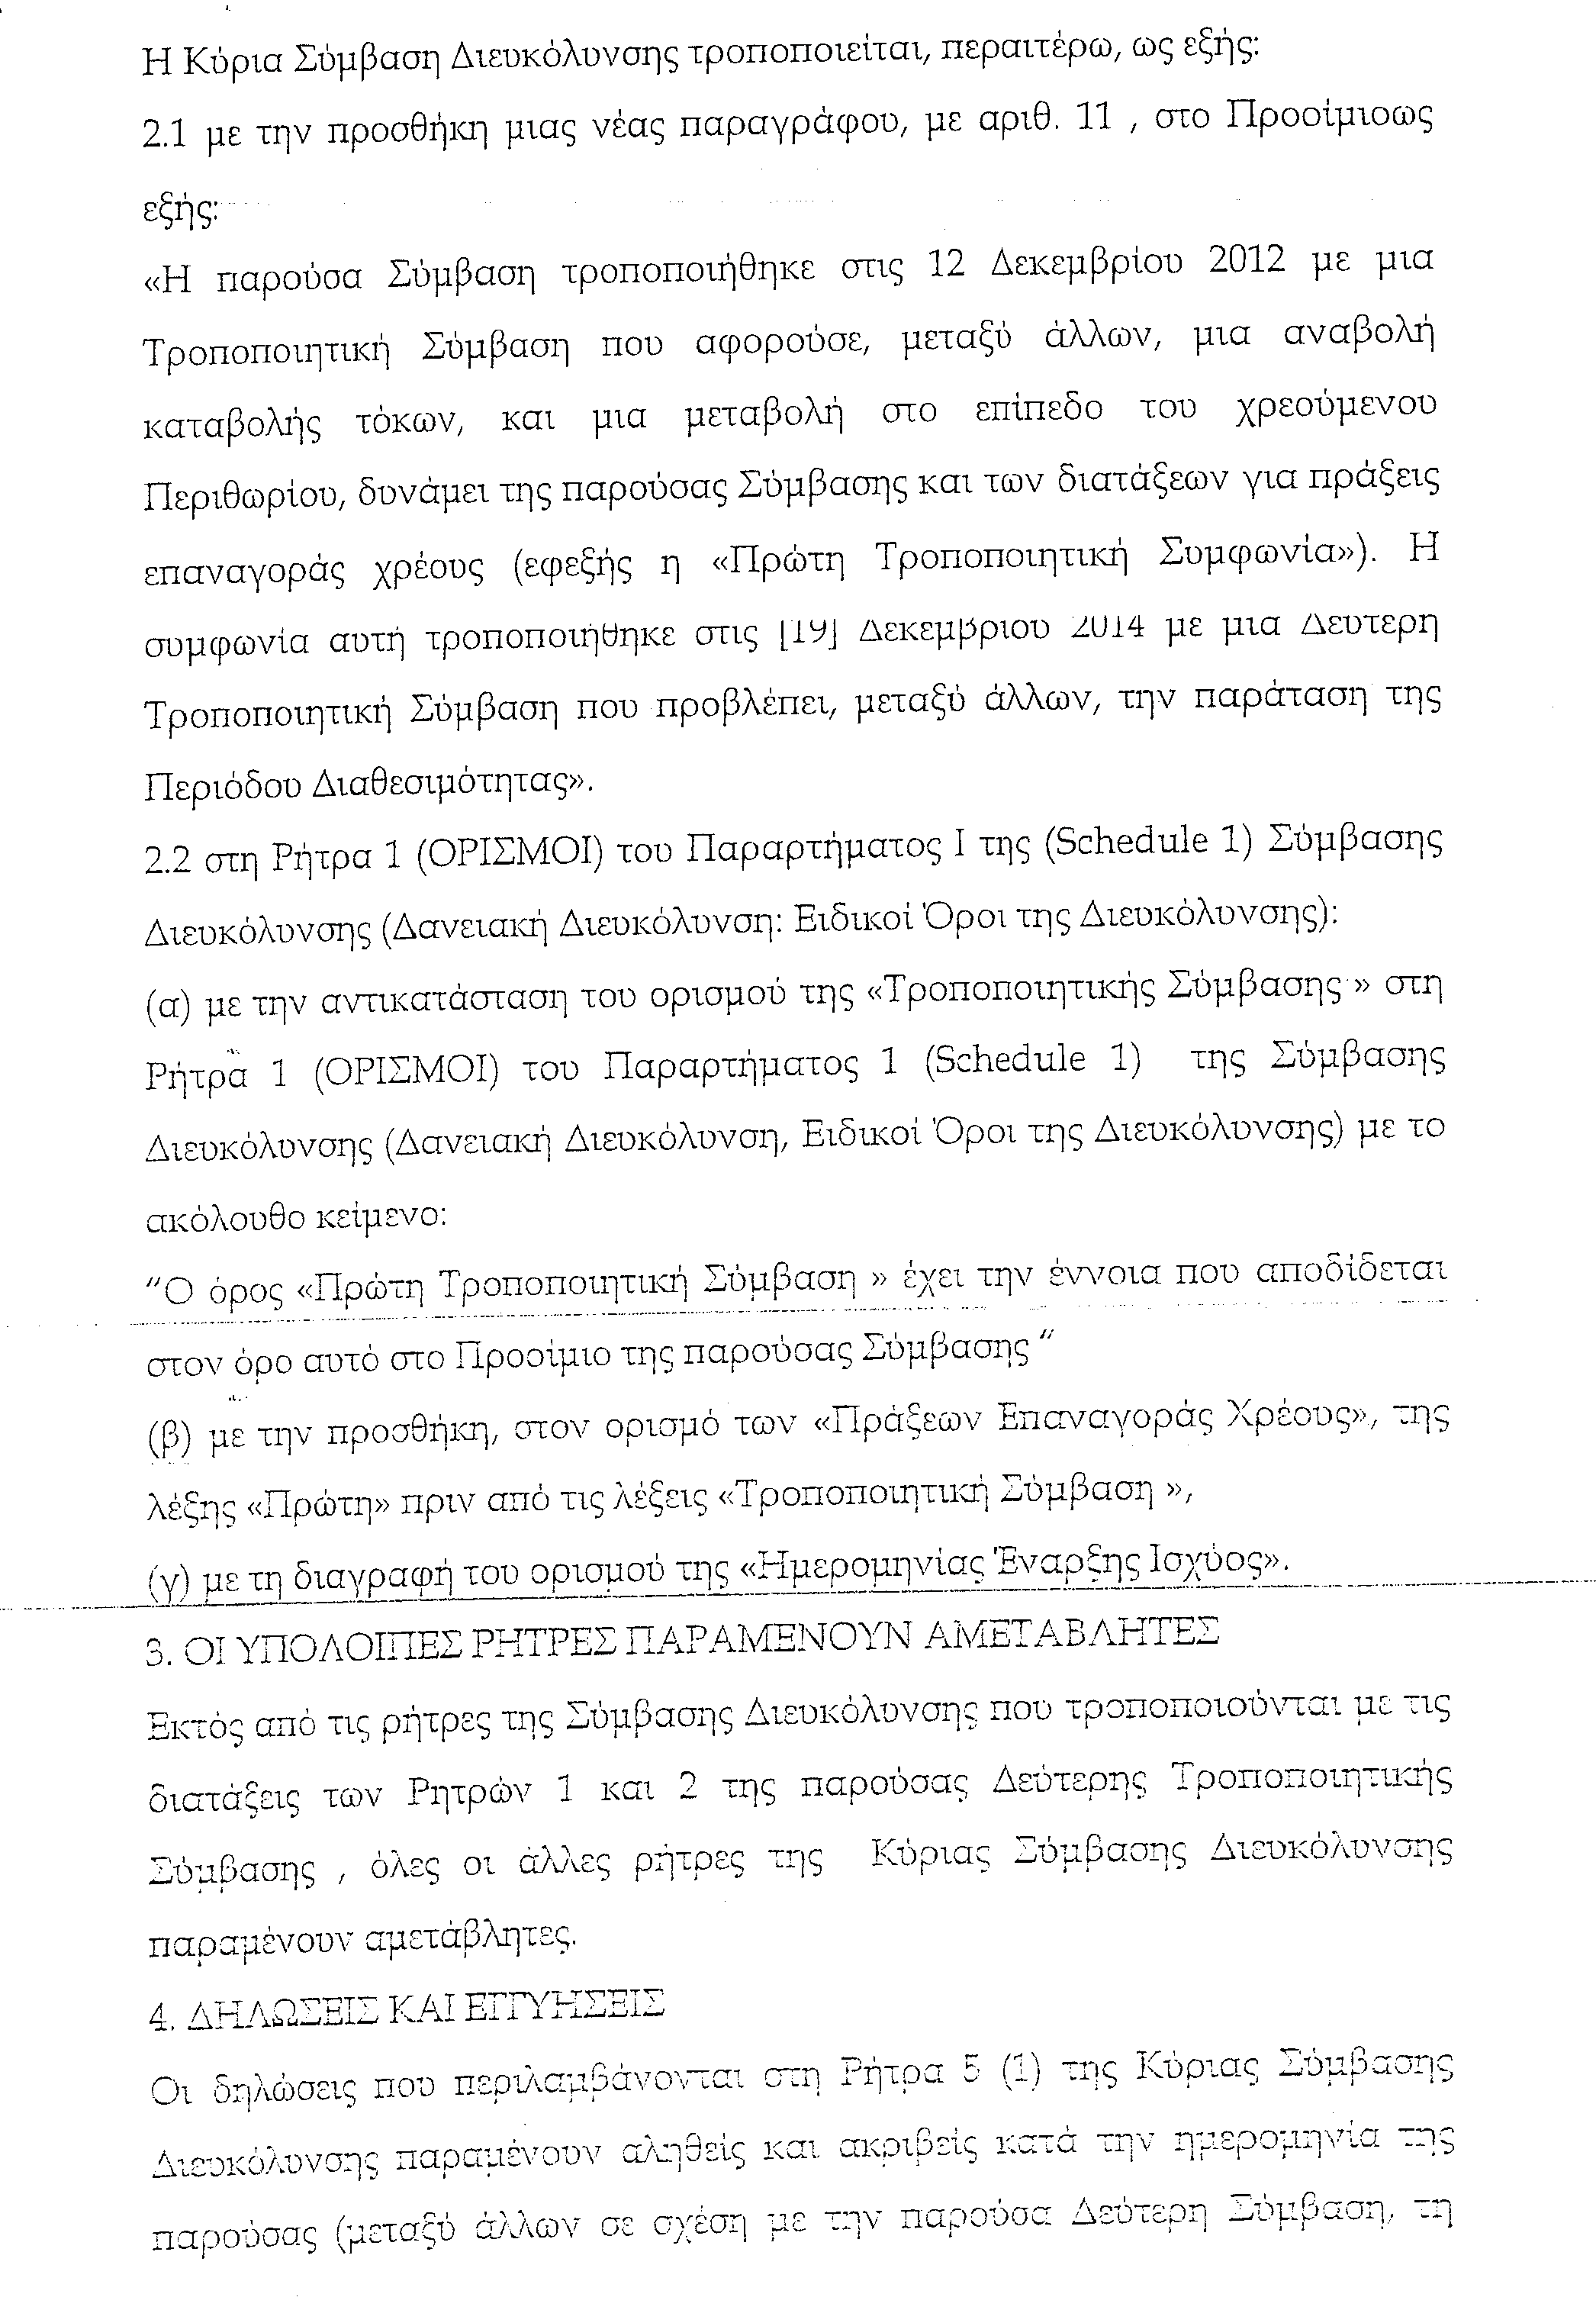 Η Κύρια Σύμβαση Διευκόλυνσης τροποποιείται, περαιτέρω, ως εξής:
2.1 με την προσθήκη μιας νέας παραγράφου, με αριθ. 11 , στο Προοίμιοως
εξής:
«Η παρούσα Σύμβαση τροποποιήθηκε στις 12 Δεκεμβρίου 2012 με μια
Τροποποιητική Σύμβαση που αφορούσε, μεταξύ άλλων, μια αναβολή
καταβολής τόκων, και μια μεταβολή στο επίπεδο του χρεούμενου
Περιθωρίου, δυνάμει της παρούσας Σύμβασης και των διατάξεων για πράξεις
επαναγοράς χρέους (εφεξής η «Πρώτη Τροποποιητική Συμφωνία»). Η
συμφωνία αυτή τροποποιήθηκε στις [19] Δεκεμβρίου 2014 με μια Δεύτερη
Τροποποιητική Σύμβαση που προβλέπει, μεταξύ άλλων, την παράταση της
Περιόδου Διαθεσιμότητας».
2.2 στη Ρήτρα 1 (ΟΡΙΣΜΟΙ) του Παραρτήματος Ι της (Schedule 1) Σύμβασης
Διευκόλυνσης (Δανειακή Διευκόλυνση: Ειδικοί Όροι της Διευκόλυνσης):
(α) με την αντικατάσταση του ορισμού της «Τροποποιητικής Σύμβασης » στη
Ρήτρα 1 (ΟΡΙΣΜΟΙ) του Παραρτήματος 1 (Schedule 1) της Σύμβασης
Διευκόλυνσης (Δανειακή Διευκόλυνση, Ειδικοί Όροι της Διευκόλυνσης) με το
ακόλουθο κείμενο:
"Ο όρος «Πρώτη Τροποποιητική Σύμβαση » έχει την έννοια που αποδίδεται
στον όρο αυτό στο Προοίμιο της παρούσας Σύμβασης "
(β) με την προσθήκη, στον ορισμό των «Πράξεων Επαναγοράς Χρέους», της
λέξης «Πρώτη» πριν από τις λέξεις «Τροποποιητική Σύμβαση »,
(γ) με τη διαγραφή του ορισμού της «Ημερομηνίας Έναρξης Ισχύος».
3. ΟΙ ΥΠΟΛΟΙΠΕΣ ΡΗΤΡΕΣ ΠΑΡΑΜΕΝΟΥΝ ΑΜΕΤΑΒΛΗΤΕΣ
Εκτός από τις ρήτρες της Σύμβασης Διευκόλυνσης που τροποποιούνται με τις
διατάξεις των Ρητρών 1 και 2 της παρούσας Δεύτερης Τροποποιητικής
Σύμβασης , όλες οι άλλες ρήτρες της Κύριας Σύμβασης Διευκόλυνσης
παραμένουν αμετάβλητες.
4. ΔΗΛΩΣΕΙΣ ΚΑΙ ΕΓΓΥΗΣΕΙΣ
Οι δηλώσεις που περιλαμβάνονται στη Ρήτρα 5 (1) της Κύριας Σύμβασης
Διευκόλυνσης παραμένουν αληθείς και ακριβείς κατά την ημερομηνία της
παρούσας (μεταξύ άλλων σε σχέση με την παρούσα Δεύτερη Σύμβαση, τη